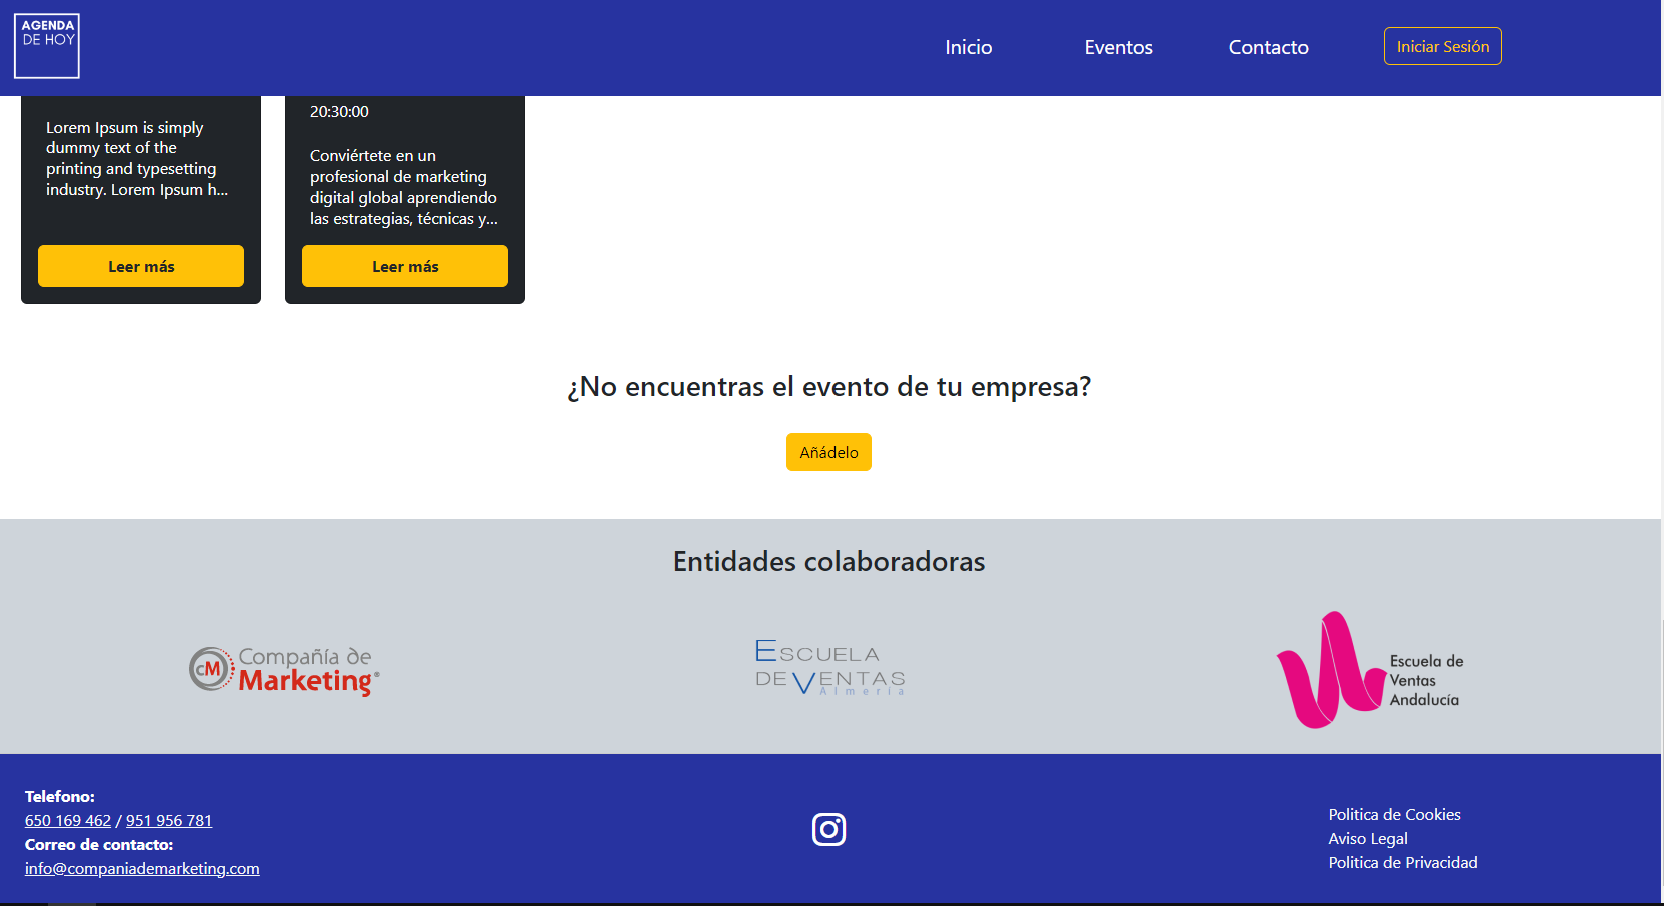 AGENDA
DE HOY
Inicio
Eventos
Contacto
Iniciar Sesión
Lorem Ipsum is simply
dummy text of the
printing and typesetting
industry. Lorem Ipsum h...
Leer más
20:30:00
Conviértete en un
profesional de marketing
digital global aprendiendo
las estrategias, técnicas y...
Leer más
¿No encuentras el evento de tu empresa?
Añádelo
Entidades colaboradoras
cM
Compañía de
Marketing®
ESCUELA
DE VENTAS
Almería
Escuela de
Ventas
Andalucía
Telefono:
650 169 462 / 951 956 781
Correo de contacto:
info@companiademarketing.com
Politica de Cookies
Aviso Legal
Politica de Privacidad